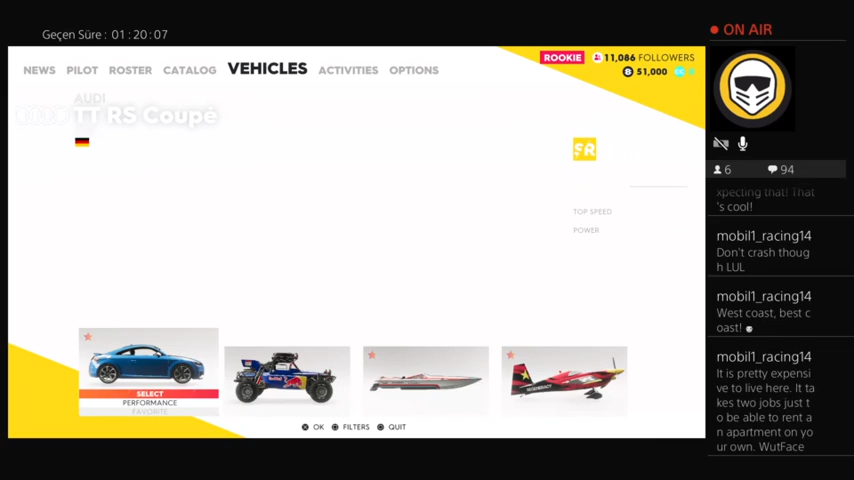 Geçen Süre : 01:20:07
ON AIR
ROOKIE 11,086 FOLLOWERS
51,000
NEWS PILOT ROSTER CATALOG VEHICLES ACTIVITIES OPTIONS
AUDI
TT RS Coupé
SR
TOP SPEED
POWER
SELECT
PERFORMANCE
FAVORITE
OK FILTERS QUIT
6 94
xpecting that! That
's cool!
mobil1_racing14
Don't crash thoug
h LUL
mobil1_racing14
West coast, best c
oast!
mobil1_racing14
It is pretty expensi
ve to live here. It ta
kes two jobs just t
o be able to rent a
n apartment on yo
ur own. WutFace